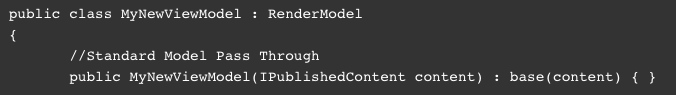 public class MyNewViewModel : RenderModel
{
        //Standard Model Pass Through
        public MyNewViewModel(IPublishedContent content) : base(content) { }